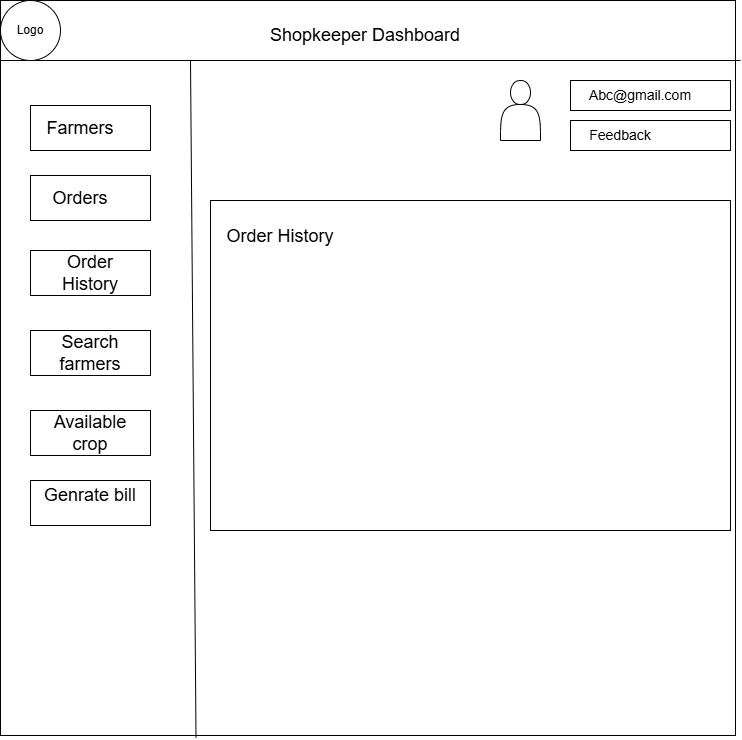 Logo
Shopkeeper Dashboard
Abc@gmail.com
Feedback
Farmers
Orders
Order
History
Search
farmers
Available
crop
Genrate bill
Order History